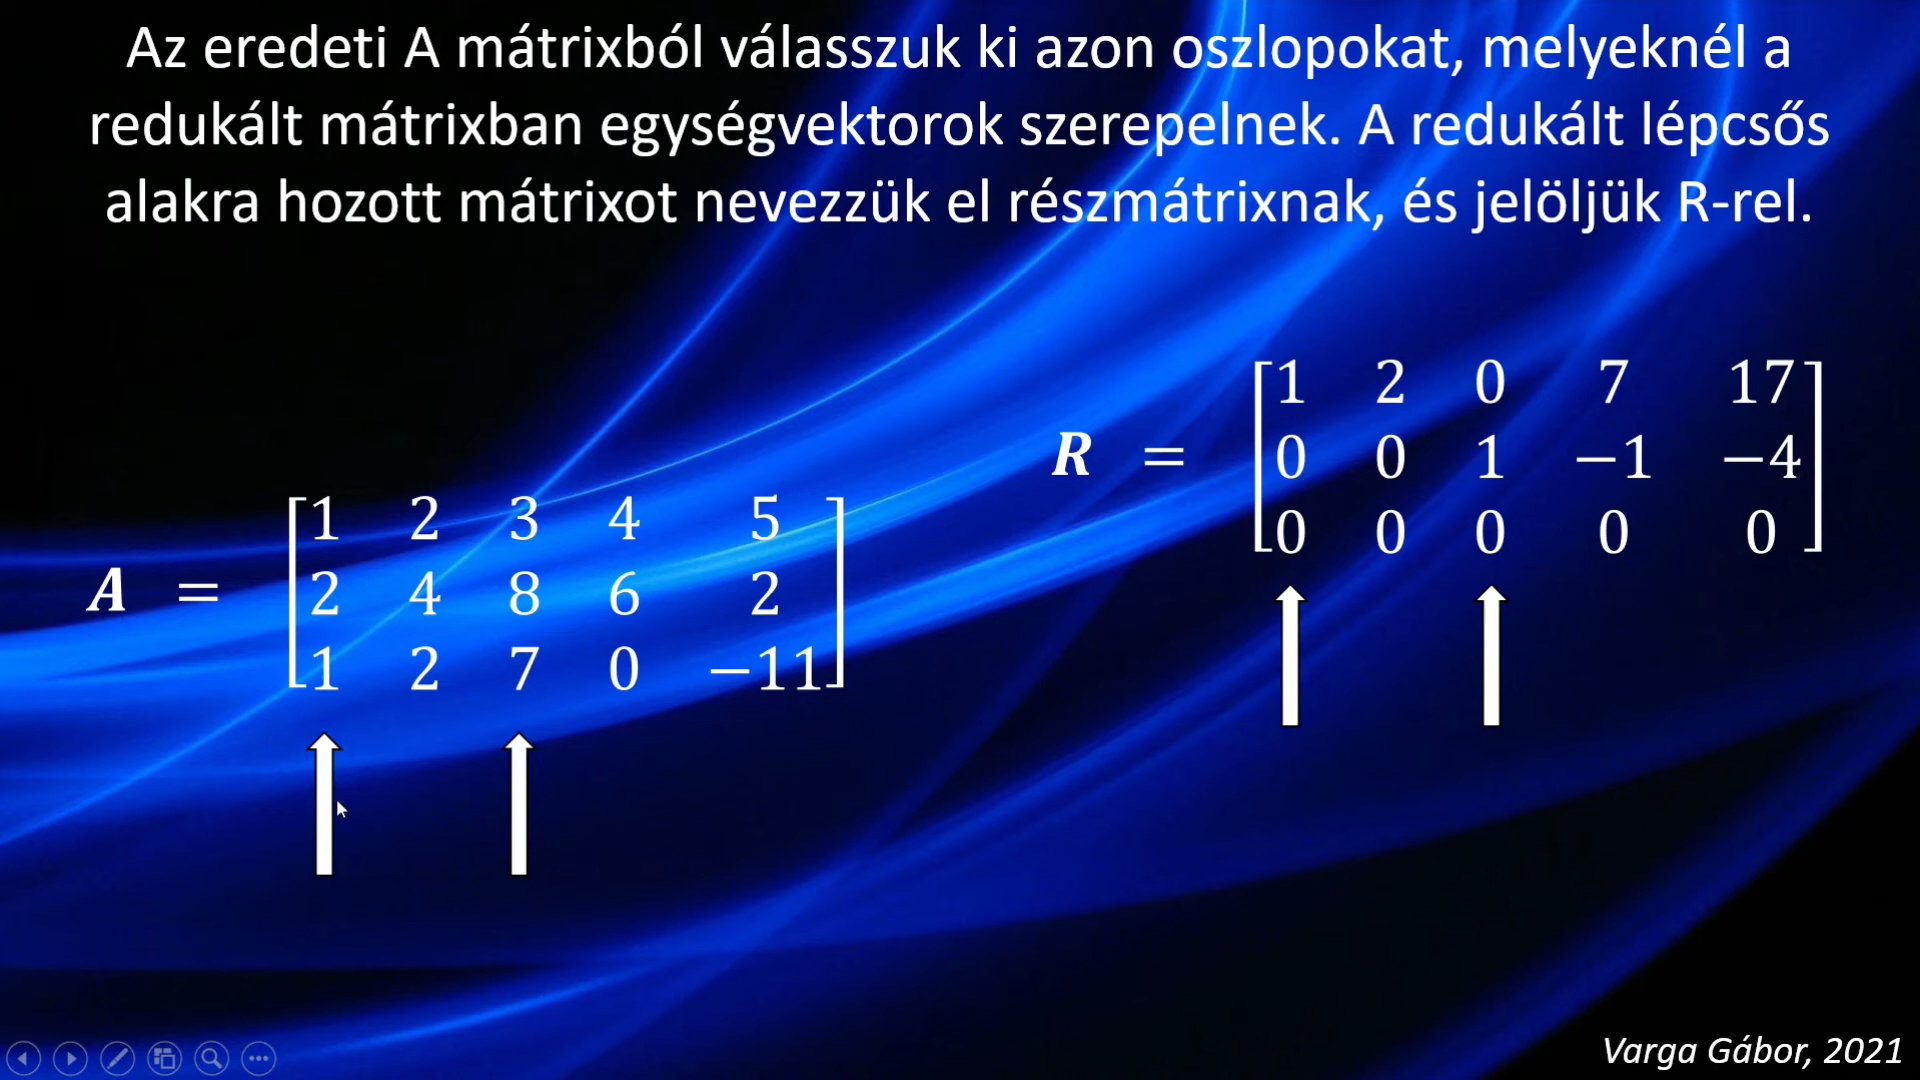 Az eredeti A mátrixból válasszuk ki azon oszlopokat, melyeknél a
redukált mátrixban egységvektorok szerepelnek. A redukált lépcsős
alakra hozott mátrixot nevezzük el részmátrixnak, és jelöljük R-rel.
A = [1 2 3 4 5
2 4 8 6 2
1 2 7 0 −11]
R = [1 2 0 7 17
0 0 1 −1 −4
0 0 0 0 0]
Varga Gábor, 2021